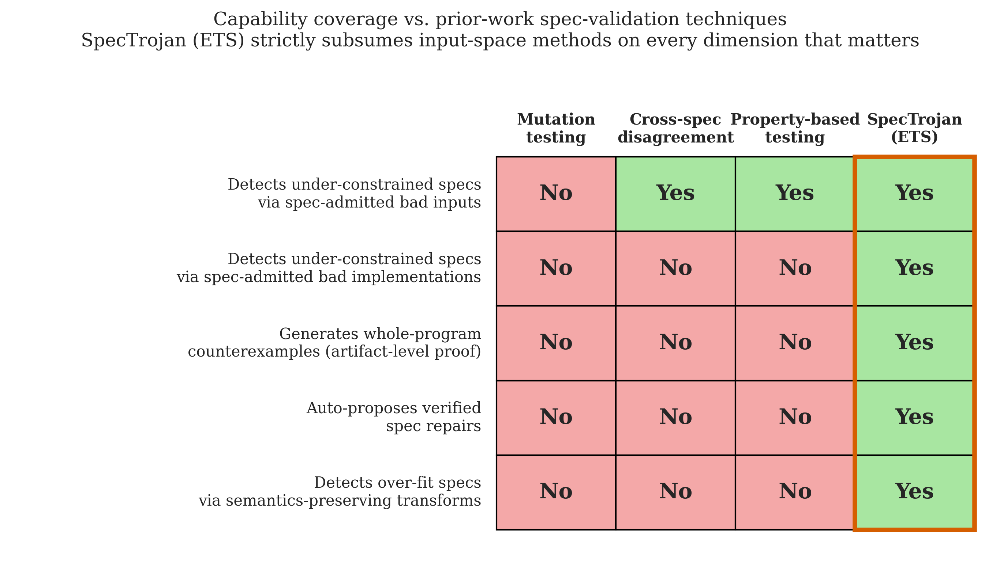 Capability coverage vs. prior-work spec-validation techniques
SpecTrojan (ETS) strictly subsumes input-space methods on every dimension that matters
Mutation
testing
Cross-spec
disagreement
Property-based
testing
SpecTrojan
(ETS)
Detects under-constrained specs
via spec-admitted bad inputs
No
Yes
Yes
Yes
Detects under-constrained specs
via spec-admitted bad implementations
No
No
No
Yes
Generates whole-program
counterexamples (artifact-level proof)
No
No
No
Yes
Auto-proposes verified
spec repairs
No
No
No
Yes
Detects over-fit specs
via semantics-preserving transforms
No
No
No
Yes